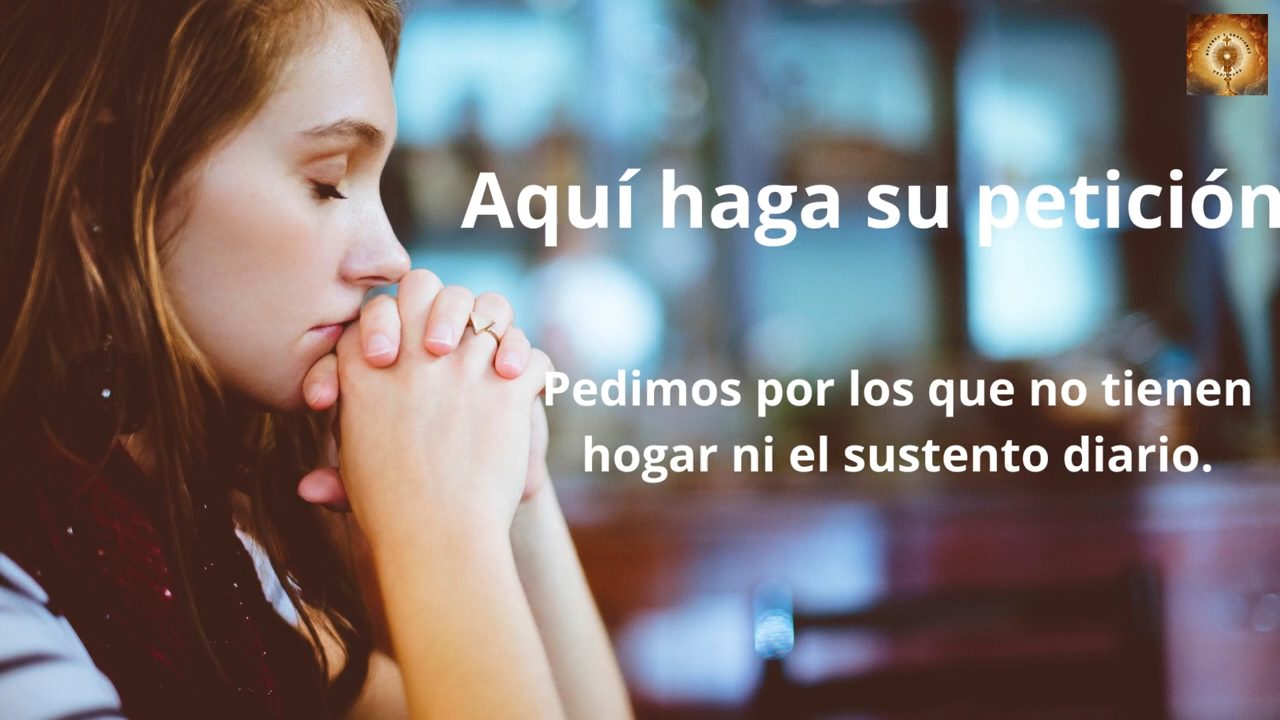 Aquí haga su petición
Pedimos por los que no tienen
hogar ni el sustento diario.